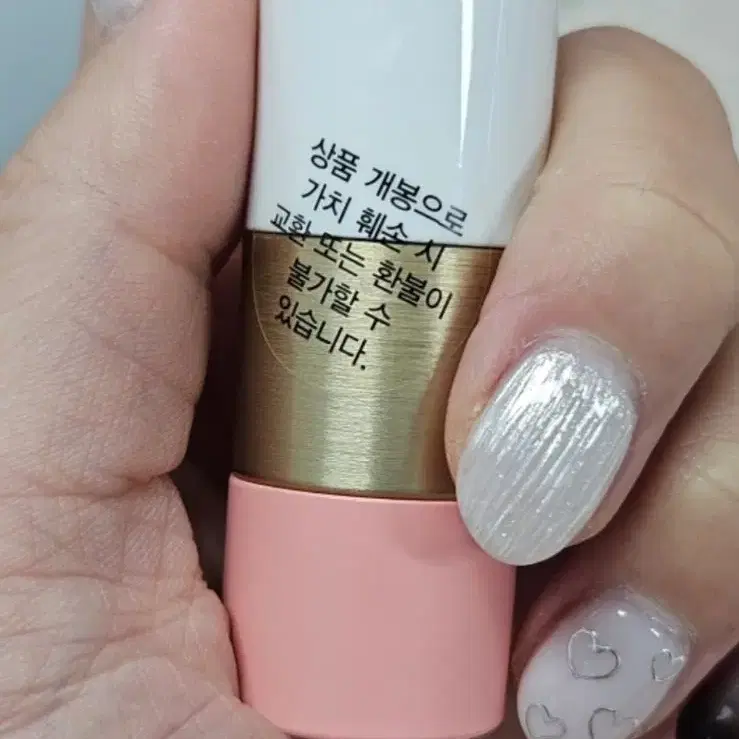 상품 개봉으로
가치 훼손 시
교환 또는 환불이
불가할 수
있습니다.